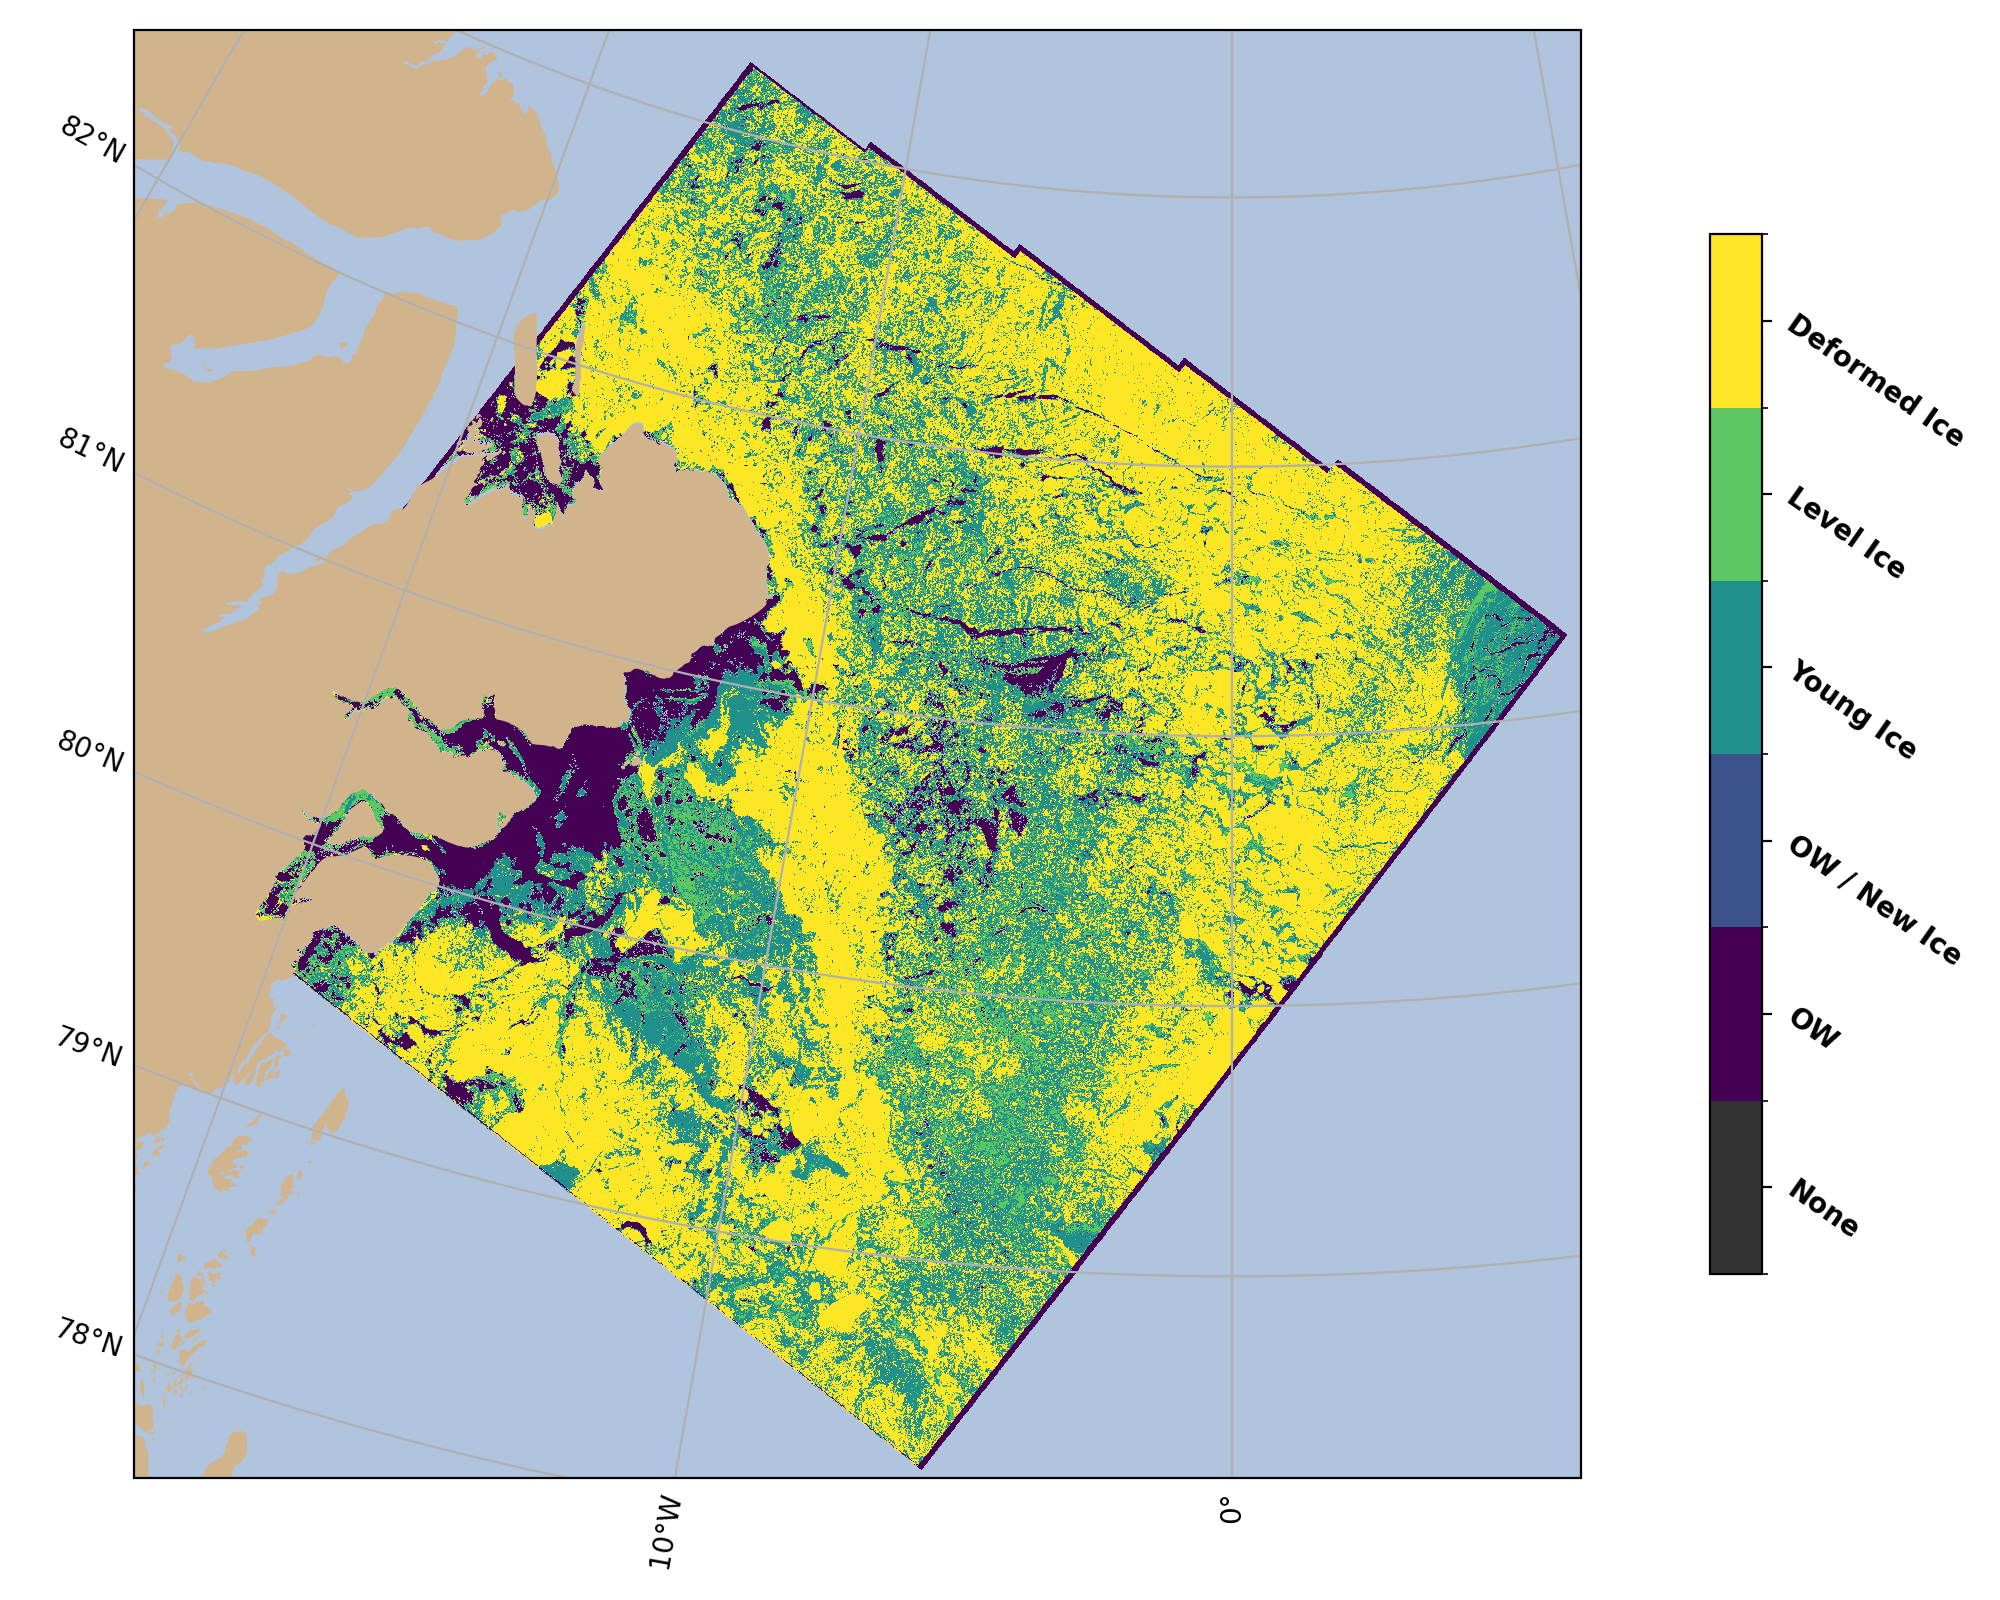 82°N
81°N
80°N
79°N
78°N
10°W
0°
Deformed Ice
Level Ice
Young Ice
OW / New Ice
OW
None